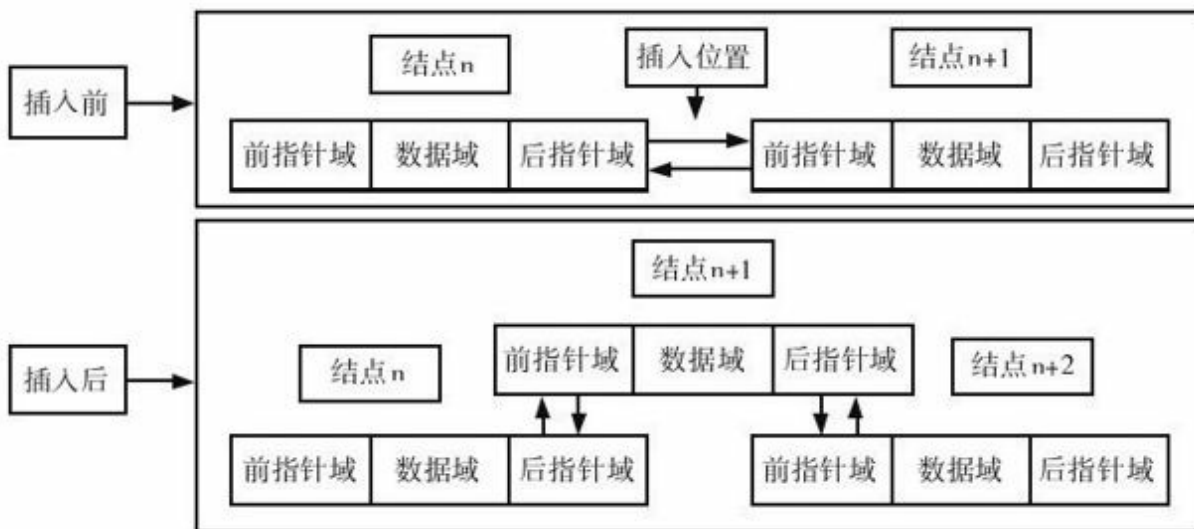 插入前
结点n
插入位置
结点n+1
前指针域 数据域 后指针域
前指针域 数据域 后指针域
插入后
结点n+1
前指针域 数据域 后指针域
结点n
结点n+2
前指针域 数据域 后指针域
前指针域 数据域 后指针域